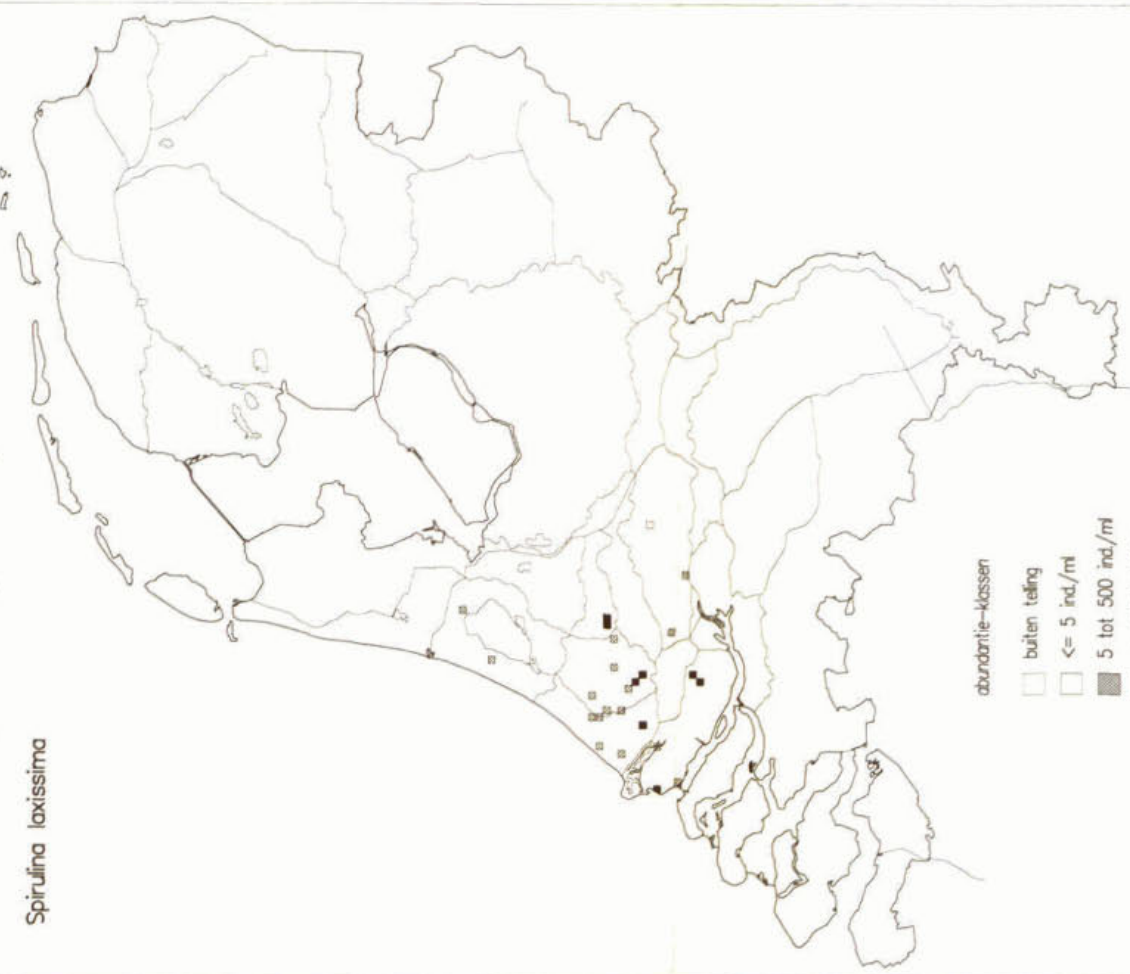 Spirulina laxissima
abundantie-klassen
buiten telling
<= 5 ind./ml
5 tot 500 ind./ml